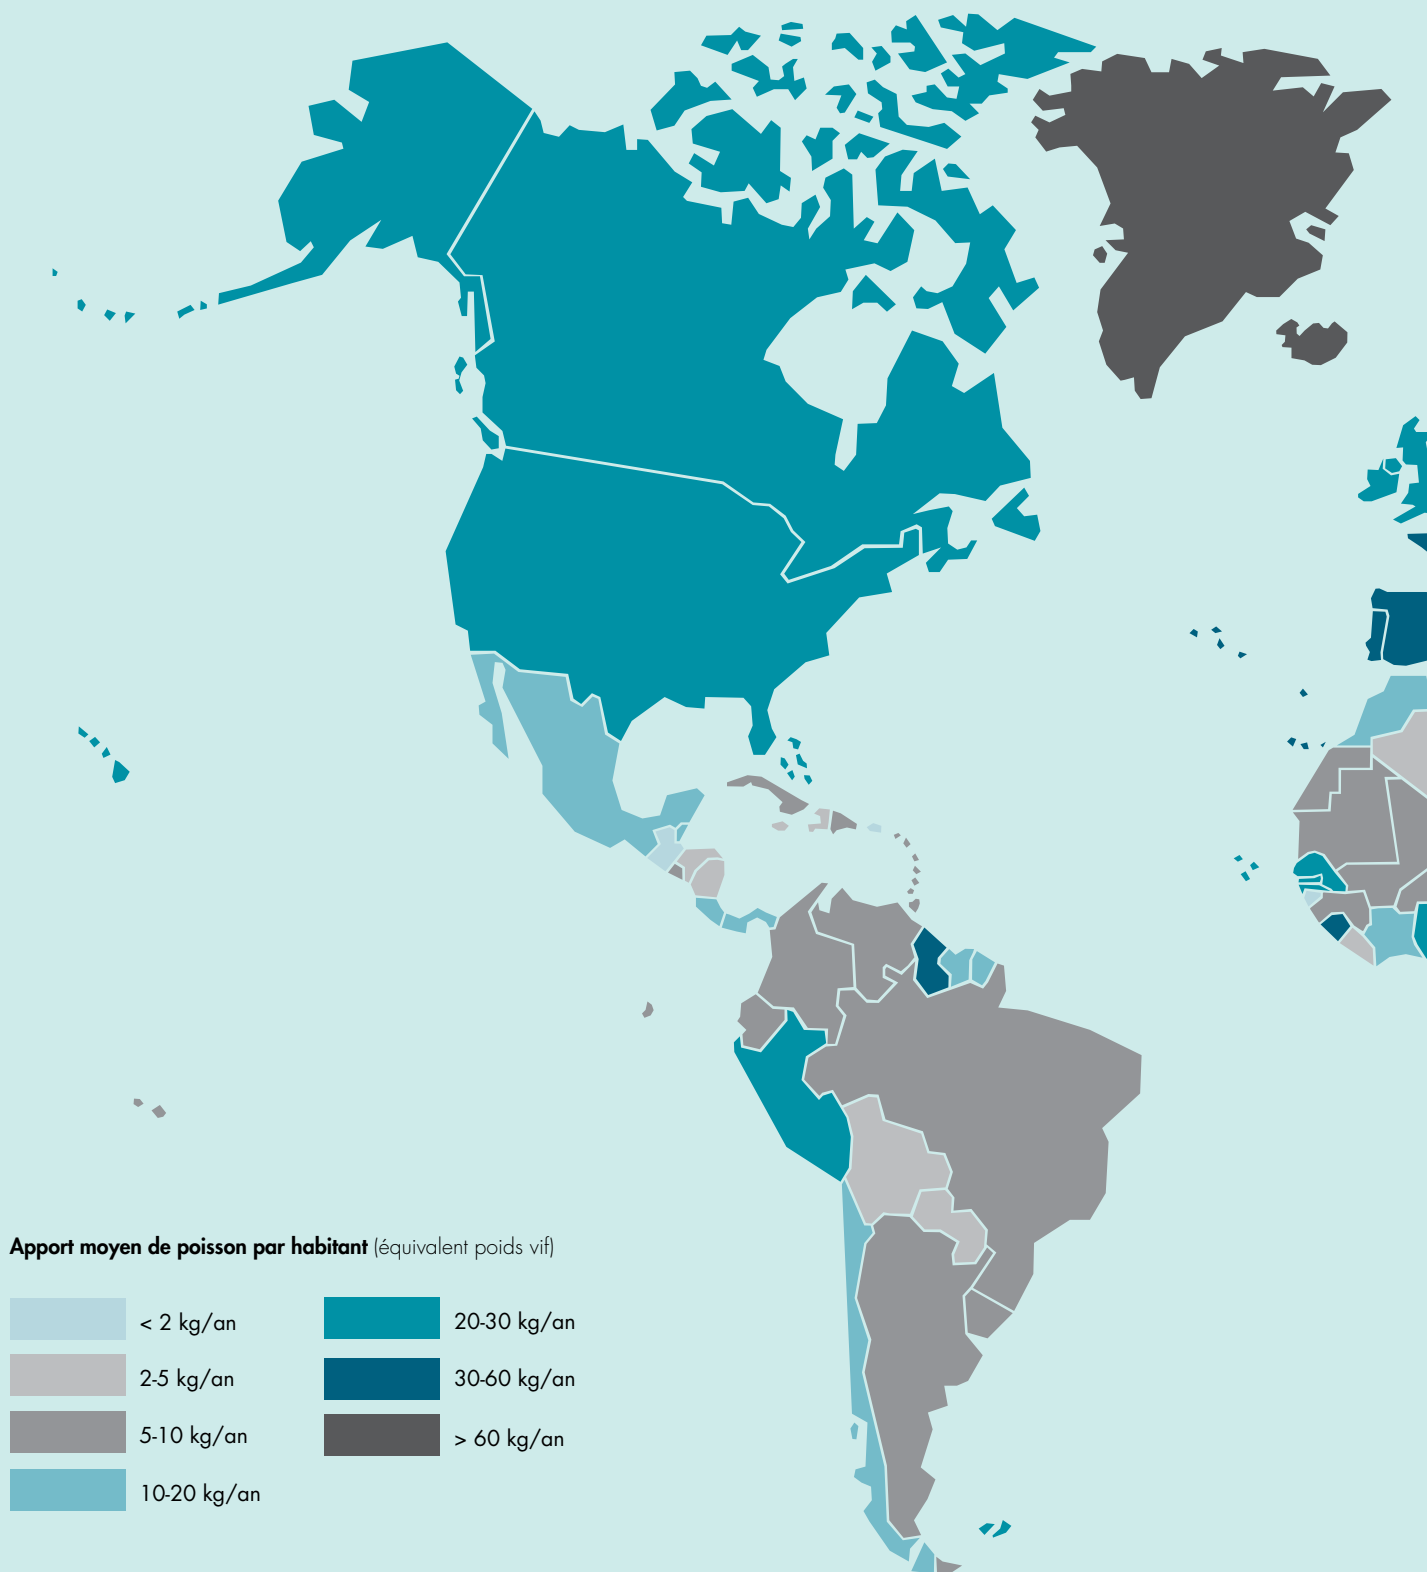 Apport moyen de poisson par habitant (équivalent poids vif)
< 2 kg/an
2-5 kg/an
5-10 kg/an
10-20 kg/an
20-30 kg/an
30-60 kg/an
> 60 kg/an